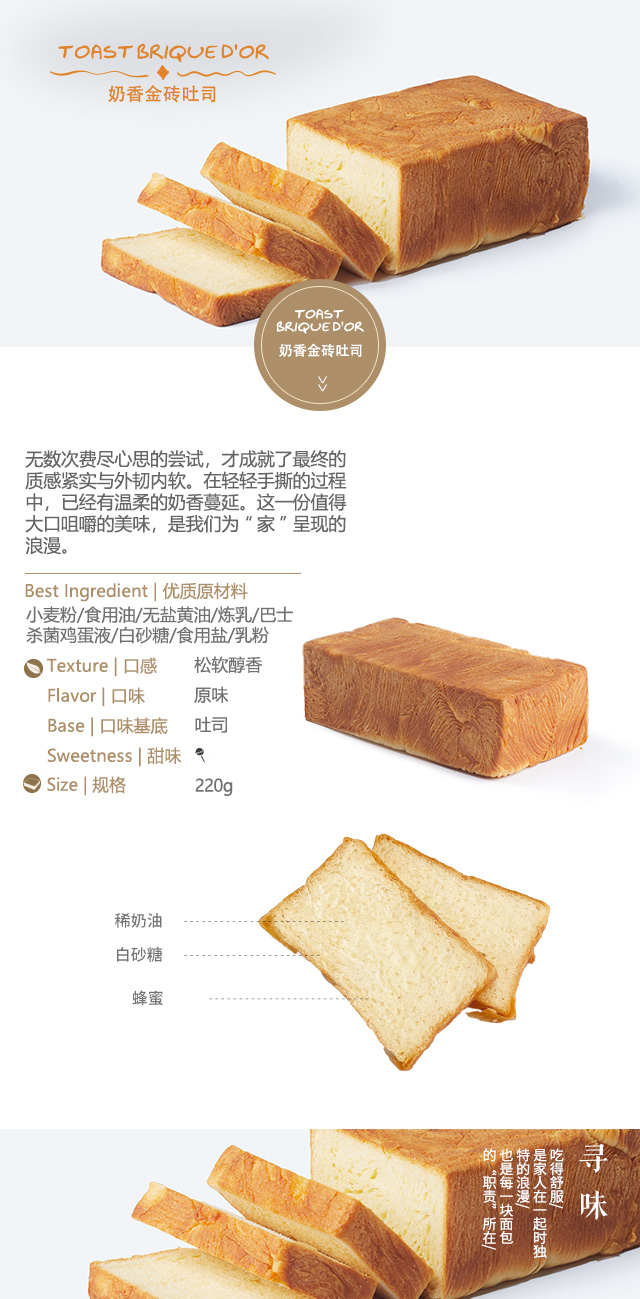 TOAST BRIQUE D'OR
奶香金砖吐司
TOAST
BRIQUE D'OR
奶香金砖吐司
无数次费尽心思的尝试，才成就了最终的
质感紧实与外韧内软。在轻轻手撕的过程
中，已经有温柔的奶香蔓延。这一份值得
大口咀嚼的美味，是我们为“家”呈现的
浪漫。
Best Ingredient | 优质原材料
小麦粉/食用油/无盐黄油/炼乳/巴士
杀菌鸡蛋液/白砂糖/食用盐/乳粉
Texture | 口感 松软醇香
Flavor | 口味 原味
Base | 口味基底 吐司
Sweetness | 甜味
Size | 规格 220g
稀奶油
白砂糖
蜂蜜
寻味
吃得舒服/
是家人在一起时独
特的浪漫/
也是每一块面包
的“职责”所在/